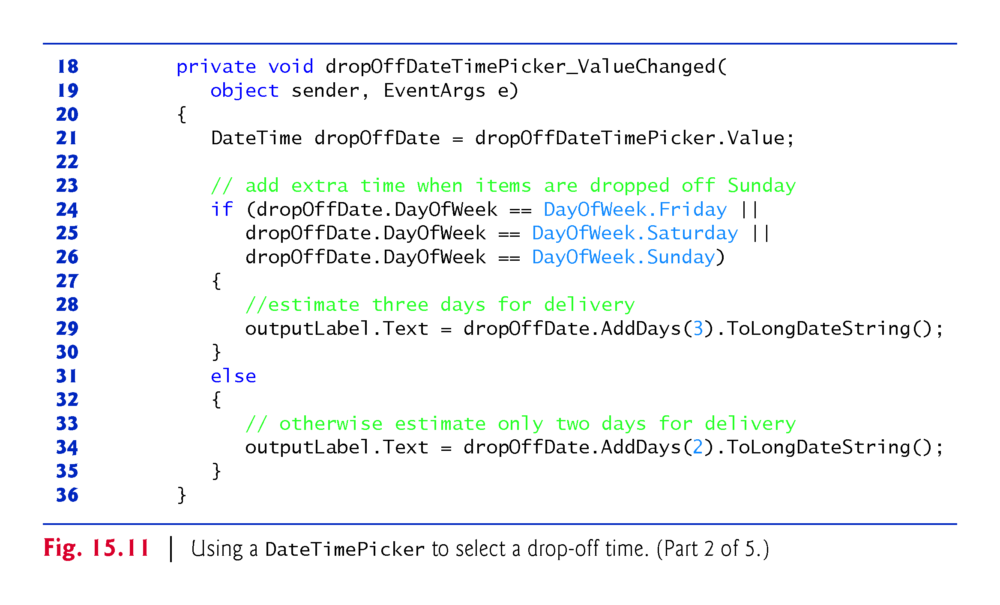 18 private void dropOffDateTimePicker_ValueChanged(
19 object sender, EventArgs e)
20 {
21 DateTime dropOffDate = dropOffDateTimePicker.Value;
22
23 // add extra time when items are dropped off Sunday
24 if (dropOffDate.DayOfWeek == DayOfWeek.Friday ||
25 dropOffDate.DayOfWeek == DayOfWeek.Saturday ||
26 dropOffDate.DayOfWeek == DayOfWeek.Sunday)
27 {
28 //estimate three days for delivery
29 outputLabel.Text = dropOffDate.AddDays(3).ToLongDateString();
30 }
31 else
32 {
33 // otherwise estimate only two days for delivery
34 outputLabel.Text = dropOffDate.AddDays(2).ToLongDateString();
35 }
36 }
Fig. 15.11 | Using a DateTimePicker to select a drop-off time. (Part 2 of 5.)